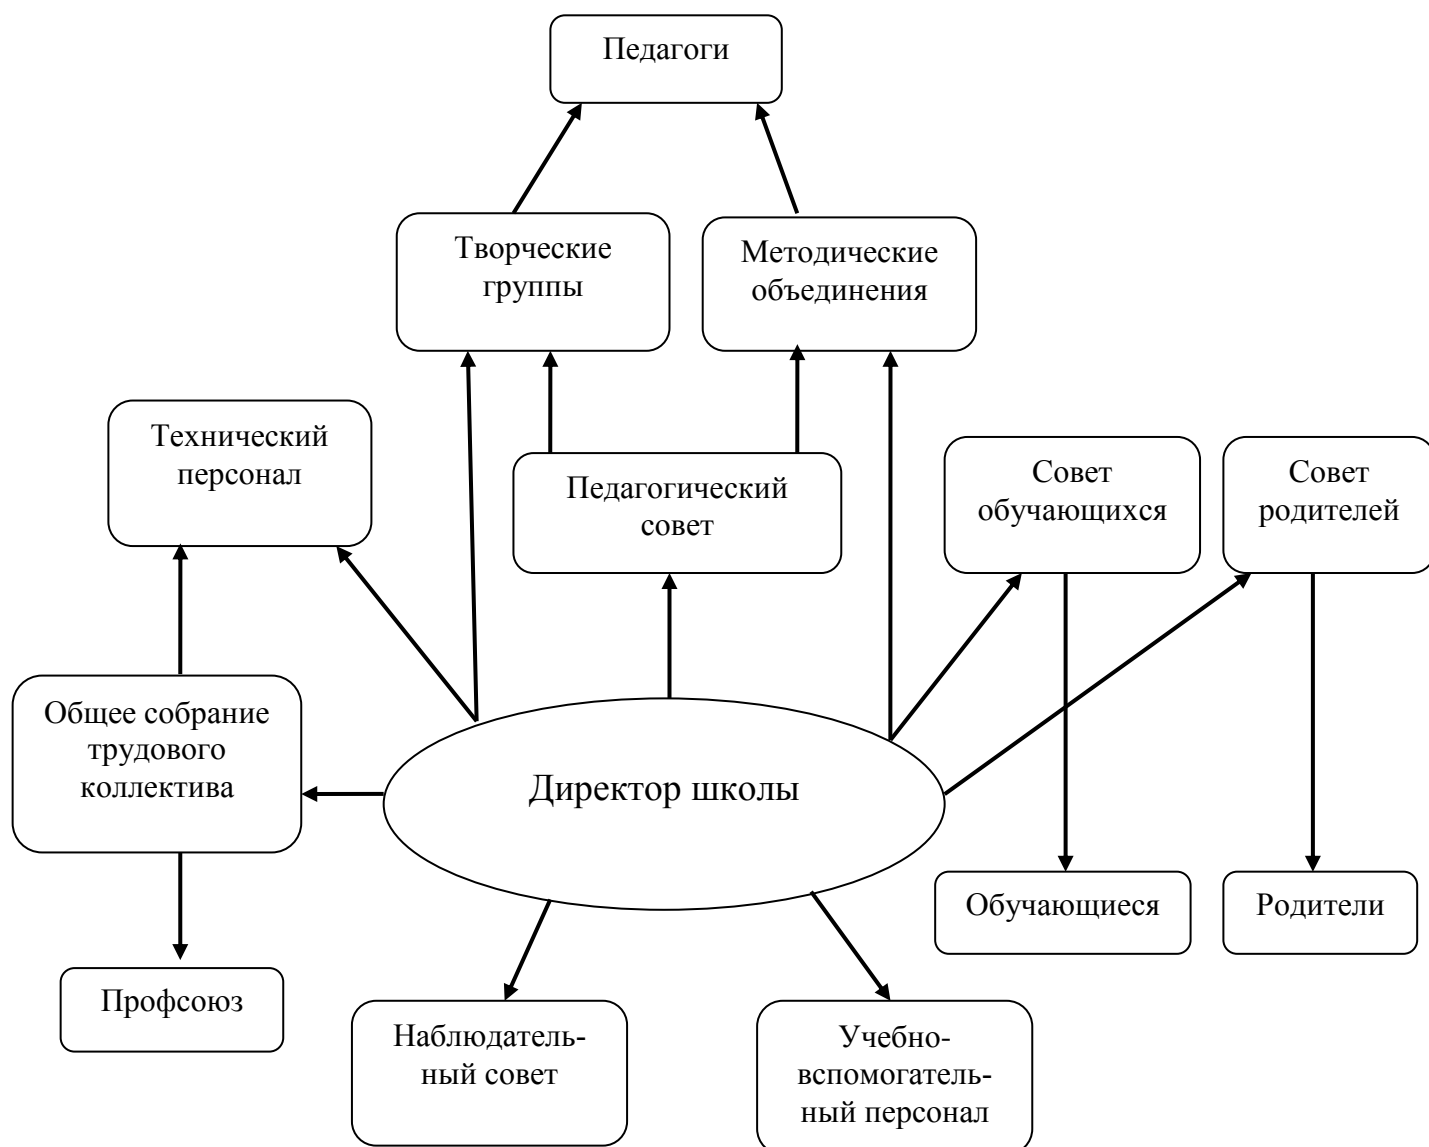 Педагоги
Творческие
группы
Методические
объединения
Технический
персонал
Педагогический
совет
Совет
обучающихся
Совет
родителей
Общее собрание
трудового
коллектива
Директор школы
Обучающиеся
Родители
Профсоюз
Наблюдатель-
ный совет
Учебно-
вспомогатель-
ный персонал